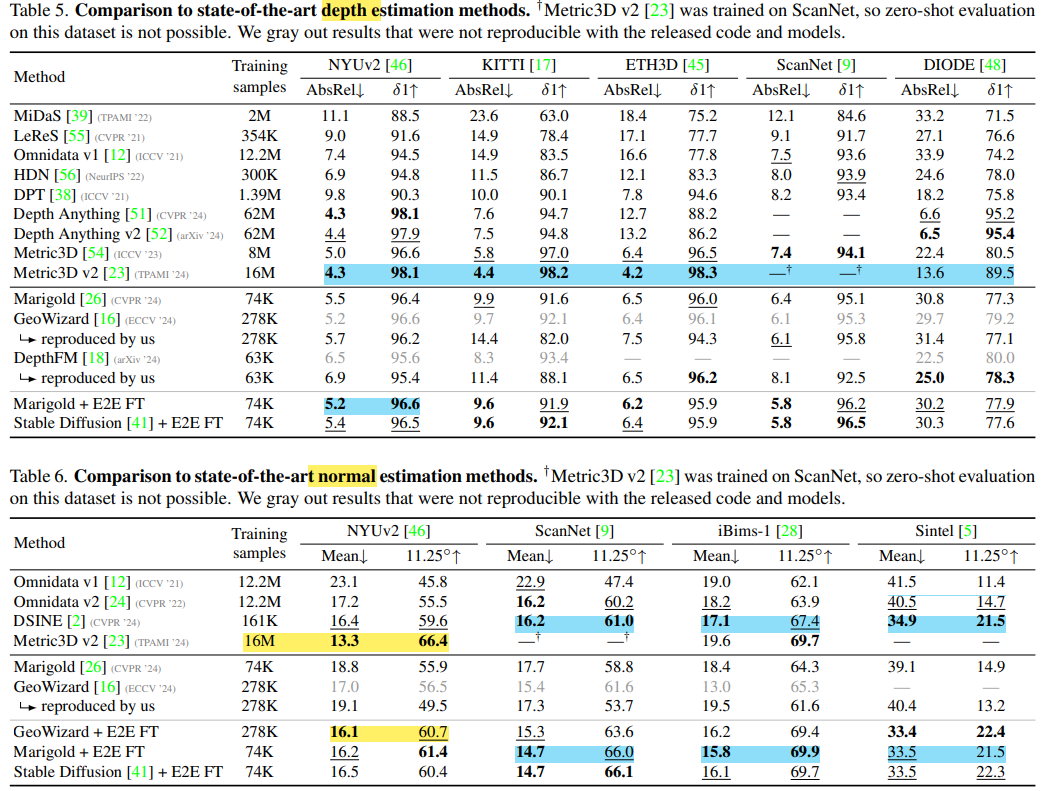 Table 5. Comparison to state-of-the-art depth estimation methods. †Metric3D v2 [23] was trained on ScanNet, so zero-shot evaluation
on this dataset is not possible. We gray out results that were not reproducible with the released code and models.
Method Training samples NYUv2 [46] KITTI [17] ETH3D [45] ScanNet [9] DIODE [48]
AbsRel↓ δ1↑ AbsRel↓ δ1↑ AbsRel↓ δ1↑ AbsRel↓ δ1↑ AbsRel↓ δ1↑
MiDaS [39] (TPAMI '22) 2M 11.1 88.5 23.6 63.0 18.4 75.2 12.1 84.6 33.2 71.5
LeReS [55] (CVPR '21) 354K 9.0 91.6 14.9 78.4 17.1 77.7 9.1 91.7 27.1 76.6
Omnidata v1 [12] (ICCV '21) 12.2M 7.4 94.5 14.9 83.5 16.6 77.8 7.5 93.6 33.9 74.2
HDN [56] (NeurIPS '22) 300K 6.9 94.8 11.5 86.7 12.1 83.3 8.0 93.9 24.6 78.0
DPT [38] (ICCV '21) 1.39M 9.8 90.3 10.0 90.1 7.8 94.6 8.2 93.4 18.2 75.8
Depth Anything [51] (CVPR '24) 62M 4.3 98.1 7.6 94.7 12.7 88.2 — — 6.6 95.2
Depth Anything v2 [52] (arXiv '24) 62M 4.4 97.9 7.5 94.8 13.2 86.2 — — 6.5 95.4
Metric3D [54] (ICCV '23) 8M 5.0 96.6 5.8 97.0 6.4 96.5 7.4 94.1 22.4 80.5
Metric3D v2 [23] (TPAMI '24) 16M 4.3 98.1 4.4 98.2 4.2 98.3 —† —† 13.6 89.5
Marigold [26] (CVPR '24) 74K 5.5 96.4 9.9 91.6 6.5 96.0 6.4 95.1 30.8 77.3
GeoWizard [16] (ECCV '24) 278K 5.2 96.6 9.7 92.1 6.4 96.1 6.1 95.3 29.7 79.2
↳ reproduced by us 278K 5.7 96.2 14.4 82.0 7.5 94.3 6.1 95.8 31.4 77.1
DepthFM [18] (arXiv '24) 63K 6.5 95.6 8.3 93.4 — — — — 22.5 80.0
↳ reproduced by us 63K 6.9 95.4 11.4 88.1 6.5 96.2 8.1 92.5 25.0 78.3
Marigold + E2E FT 74K 5.2 96.6 9.6 91.9 6.2 95.9 5.8 96.2 30.2 77.9
Stable Diffusion [41] + E2E FT 74K 5.4 96.5 9.6 92.1 6.4 95.9 5.8 96.5 30.3 77.6
Table 6. Comparison to state-of-the-art normal estimation methods. †Metric3D v2 [23] was trained on ScanNet, so zero-shot evaluation
on this dataset is not possible. We gray out results that were not reproducible with the released code and models.
Method Training samples NYUv2 [46] ScanNet [9] iBims-1 [28] Sintel [5]
Mean↓ 11.25°↑ Mean↓ 11.25°↑ Mean↓ 11.25°↑ Mean↓ 11.25°↑
Omnidata v1 [12] (ICCV '21) 12.2M 23.1 45.8 22.9 47.4 19.0 62.1 41.5 11.4
Omnidata v2 [24] (CVPR '22) 12.2M 17.2 55.5 16.2 60.2 18.2 63.9 40.5 14.7
DSINE [2] (CVPR '24) 161K 16.4 59.6 16.2 61.0 17.1 67.4 34.9 21.5
Metric3D v2 [23] (TPAMI '24) 16M 13.3 66.4 —† —† 19.6 69.7 — —
Marigold [26] (CVPR '24) 74K 18.8 55.9 17.7 58.8 18.4 64.3 39.1 14.9
GeoWizard [16] (ECCV '24) 278K 17.0 56.5 15.4 61.6 13.0 65.3 — —
↳ reproduced by us 278K 19.1 49.5 17.3 53.7 19.5 61.6 40.4 13.2
GeoWizard + E2E FT 278K 16.1 60.7 15.3 63.6 16.2 69.4 33.4 22.4
Marigold + E2E FT 74K 16.2 61.4 14.7 66.0 15.8 69.9 33.5 21.5
Stable Diffusion [41] + E2E FT 74K 16.5 60.4 14.7 66.1 16.1 69.7 33.5 22.3